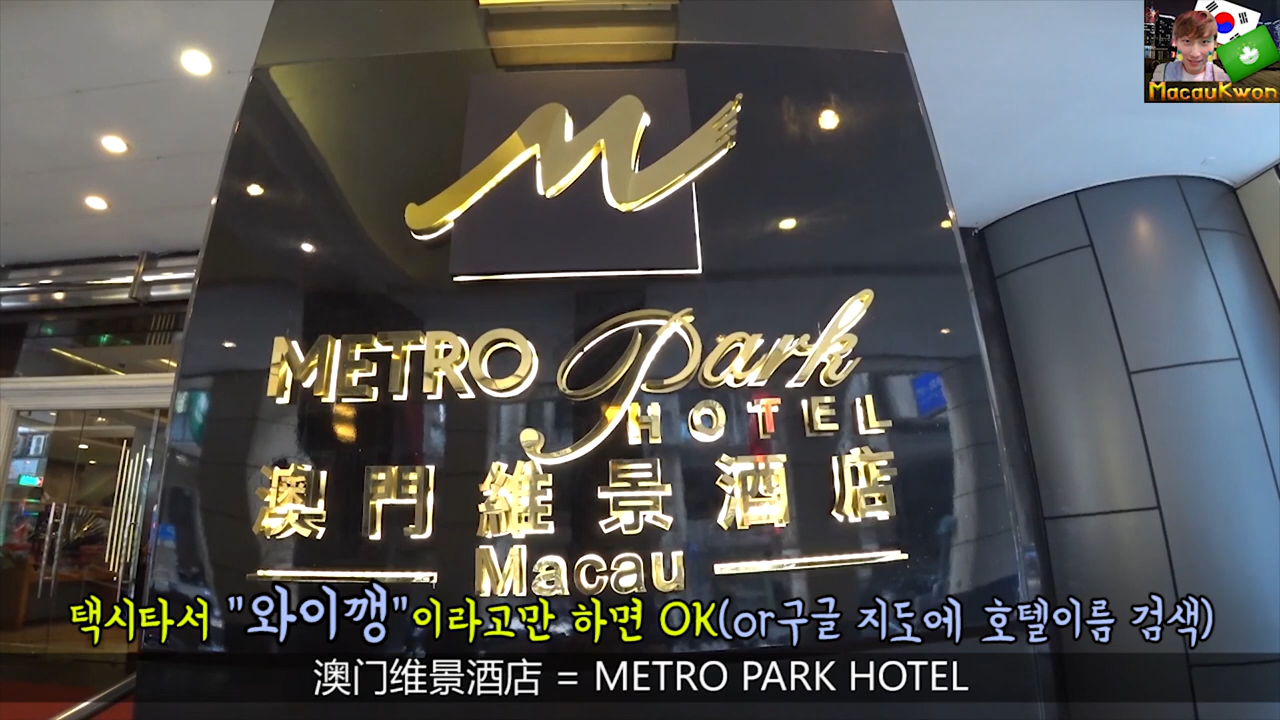 MacauKwon
METRO Park
HOTEL
澳門維景酒店
Macau
택시타서 "와이깽"이라고만 하면 OK(or구글 지도에 호텔이름 검색)
澳门维景酒店 = METRO PARK HOTEL